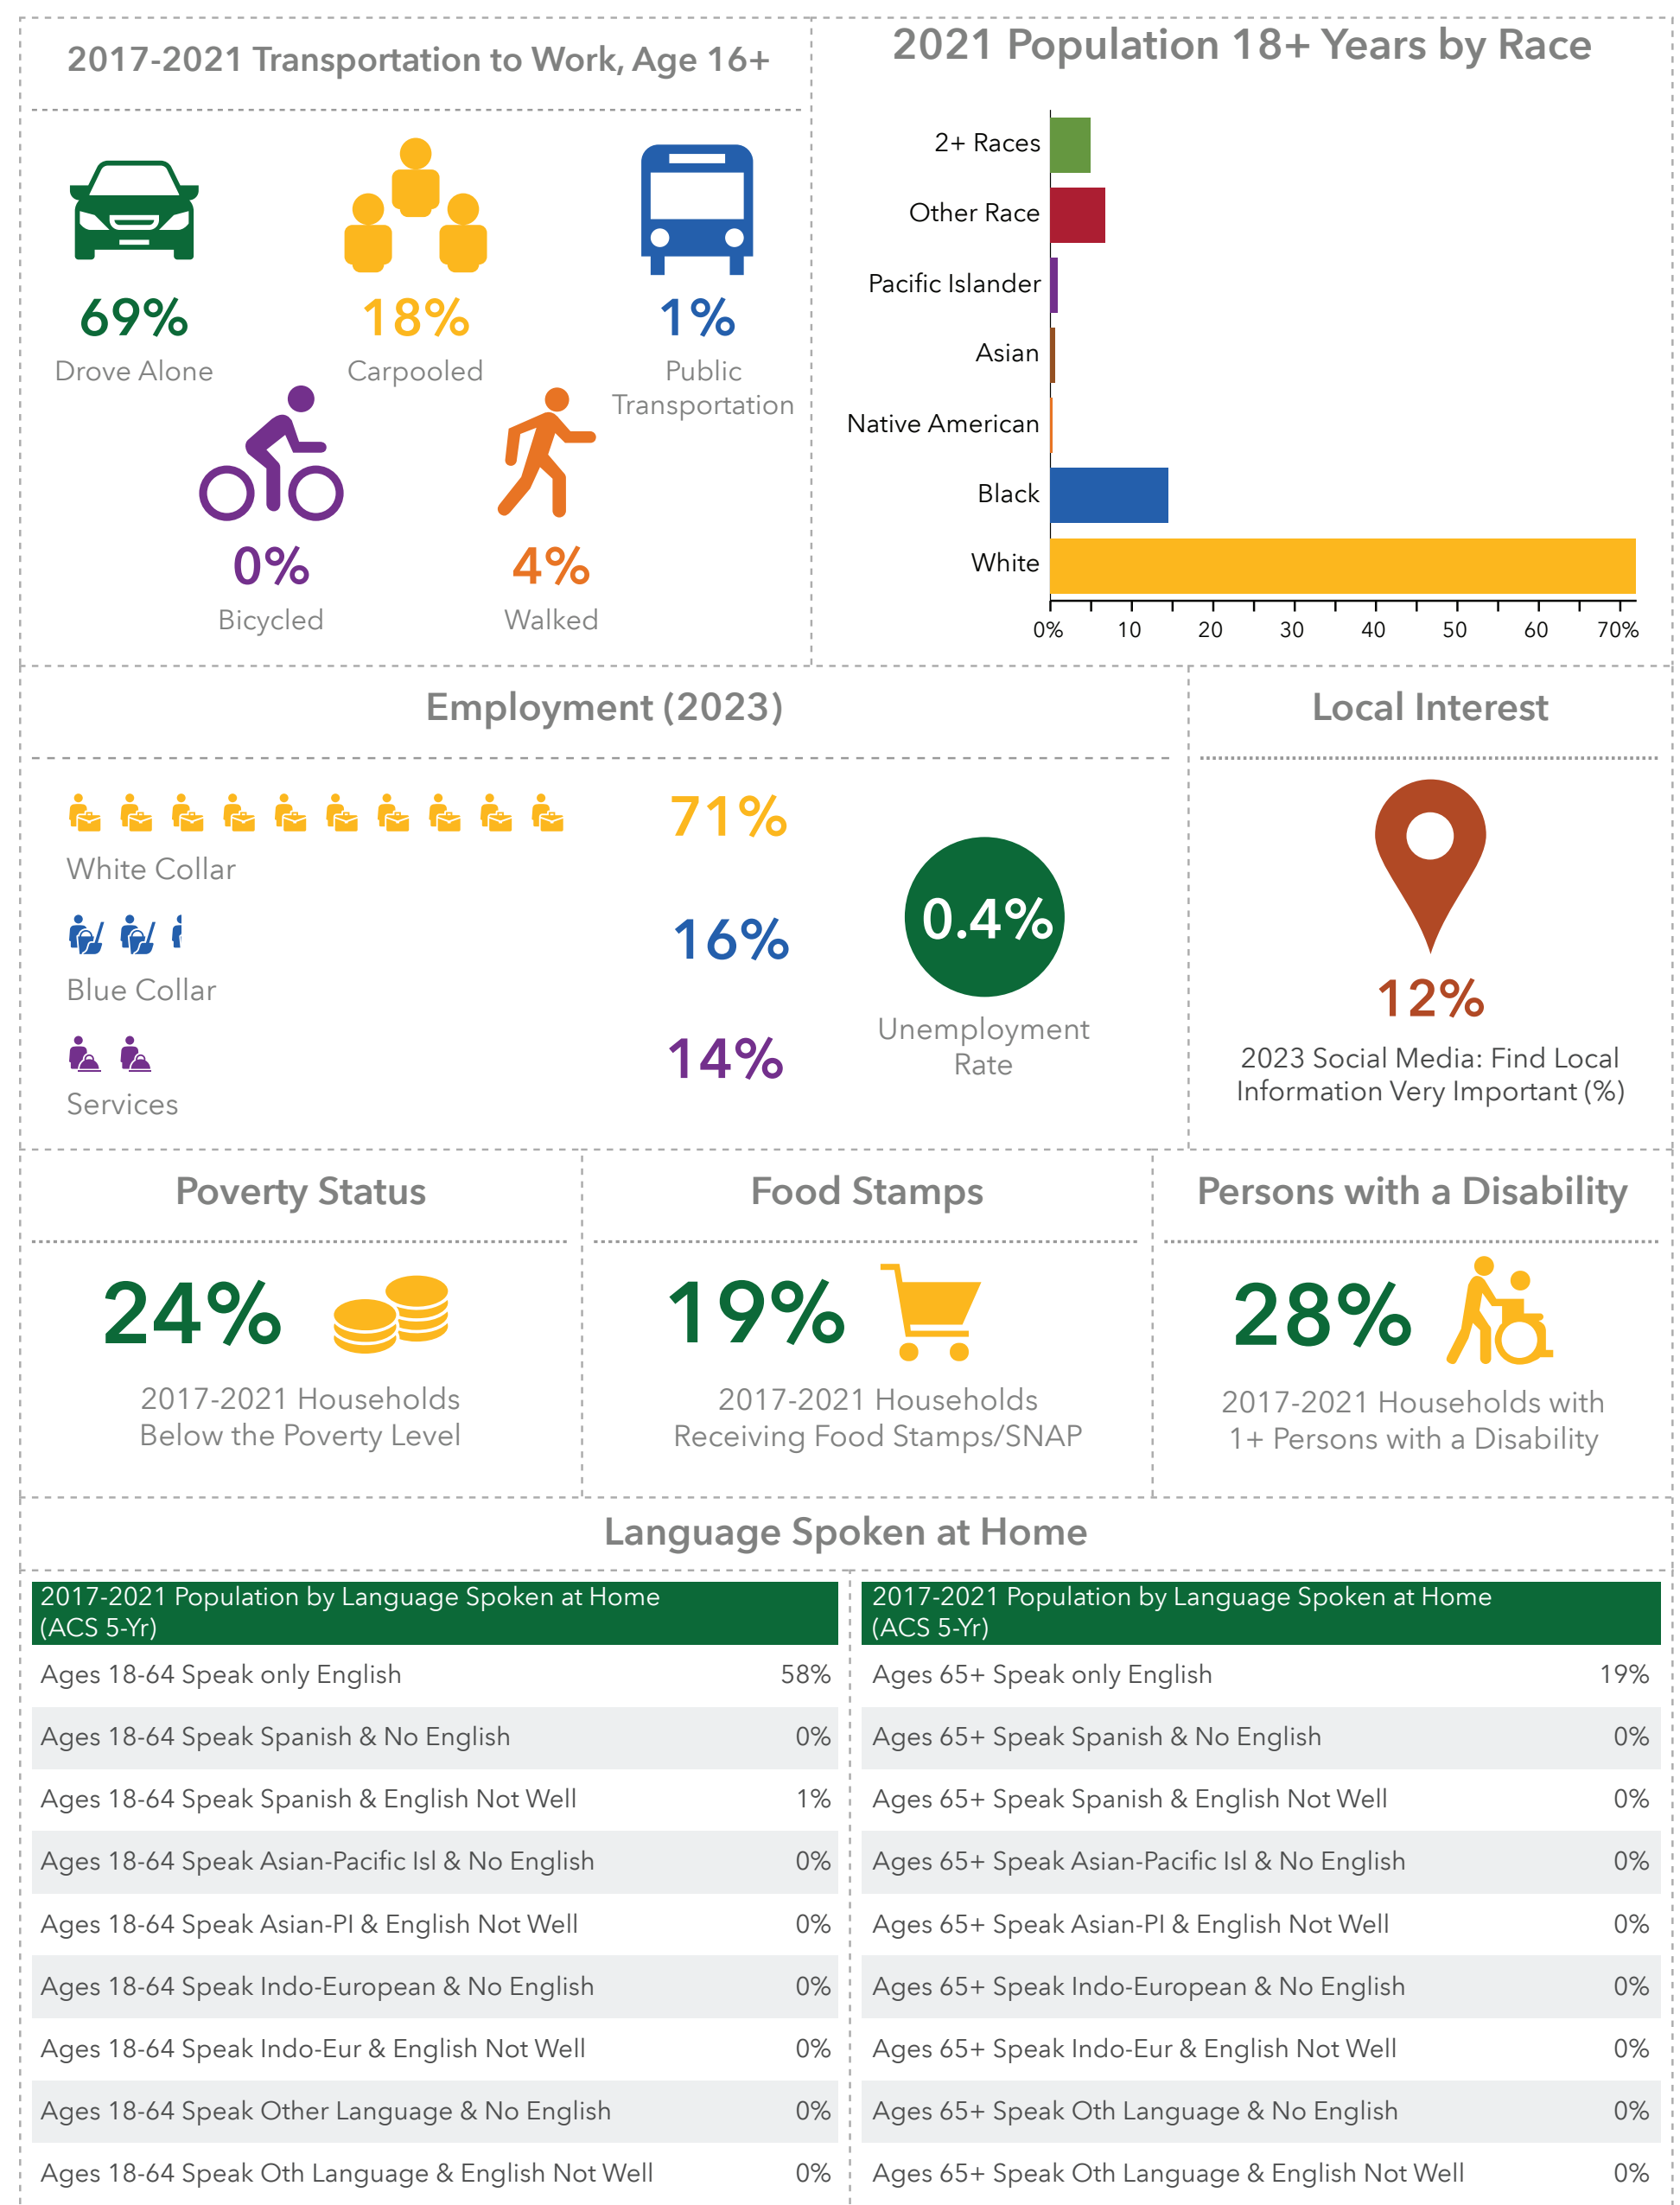 2017-2021 Transportation to Work, Age 16+
69%
Drove Alone
18%
Carpooled
1%
Public
Transportation
0%
Bicycled
4%
Walked
2021 Population 18+ Years by Race
2+ Races
Other Race
Pacific Islander
Asian
Native American
Black
White
0% 10 20 30 40 50 60 70%
Employment (2023)
71%
White Collar
16%
Blue Collar
14%
Services
0.4%
Unemployment
Rate
Local Interest
12%
2023 Social Media: Find Local
Information Very Important (%)
Poverty Status
24%
2017-2021 Households
Below the Poverty Level
Food Stamps
19%
2017-2021 Households
Receiving Food Stamps/SNAP
Persons with a Disability
28%
2017-2021 Households with
1+ Persons with a Disability
Language Spoken at Home
2017-2021 Population by Language Spoken at Home
(ACS 5-Yr)
Ages 18-64 Speak only English 58%
Ages 18-64 Speak Spanish & No English 0%
Ages 18-64 Speak Spanish & English Not Well 1%
Ages 18-64 Speak Asian-Pacific Isl & No English 0%
Ages 18-64 Speak Asian-PI & English Not Well 0%
Ages 18-64 Speak Indo-European & No English 0%
Ages 18-64 Speak Indo-Eur & English Not Well 0%
Ages 18-64 Speak Other Language & No English 0%
Ages 18-64 Speak Oth Language & English Not Well 0%
2017-2021 Population by Language Spoken at Home
(ACS 5-Yr)
Ages 65+ Speak only English 19%
Ages 65+ Speak Spanish & No English 0%
Ages 65+ Speak Spanish & English Not Well 0%
Ages 65+ Speak Asian-Pacific Isl & No English 0%
Ages 65+ Speak Asian-PI & English Not Well 0%
Ages 65+ Speak Indo-European & No English 0%
Ages 65+ Speak Indo-Eur & English Not Well 0%
Ages 65+ Speak Oth Language & No English 0%
Ages 65+ Speak Oth Language & English Not Well 0%